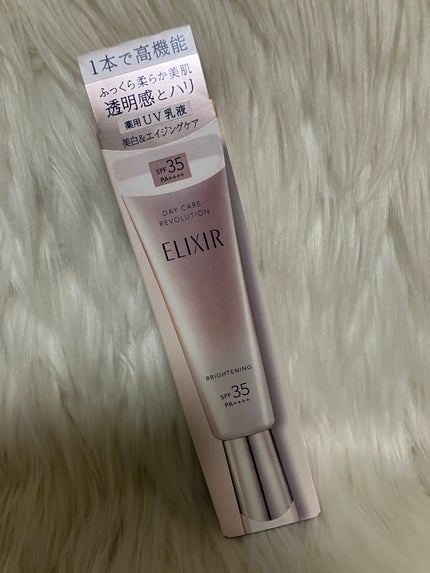 1本で高機能
ふっくら柔らか美肌
透明感とハリ
薬用UV乳液
美白&エイジングケア
SPF35
PA++++
DAY CARE
REVOLUTION
ELIXIR
BRIGHTENING
SPF35
PA++++